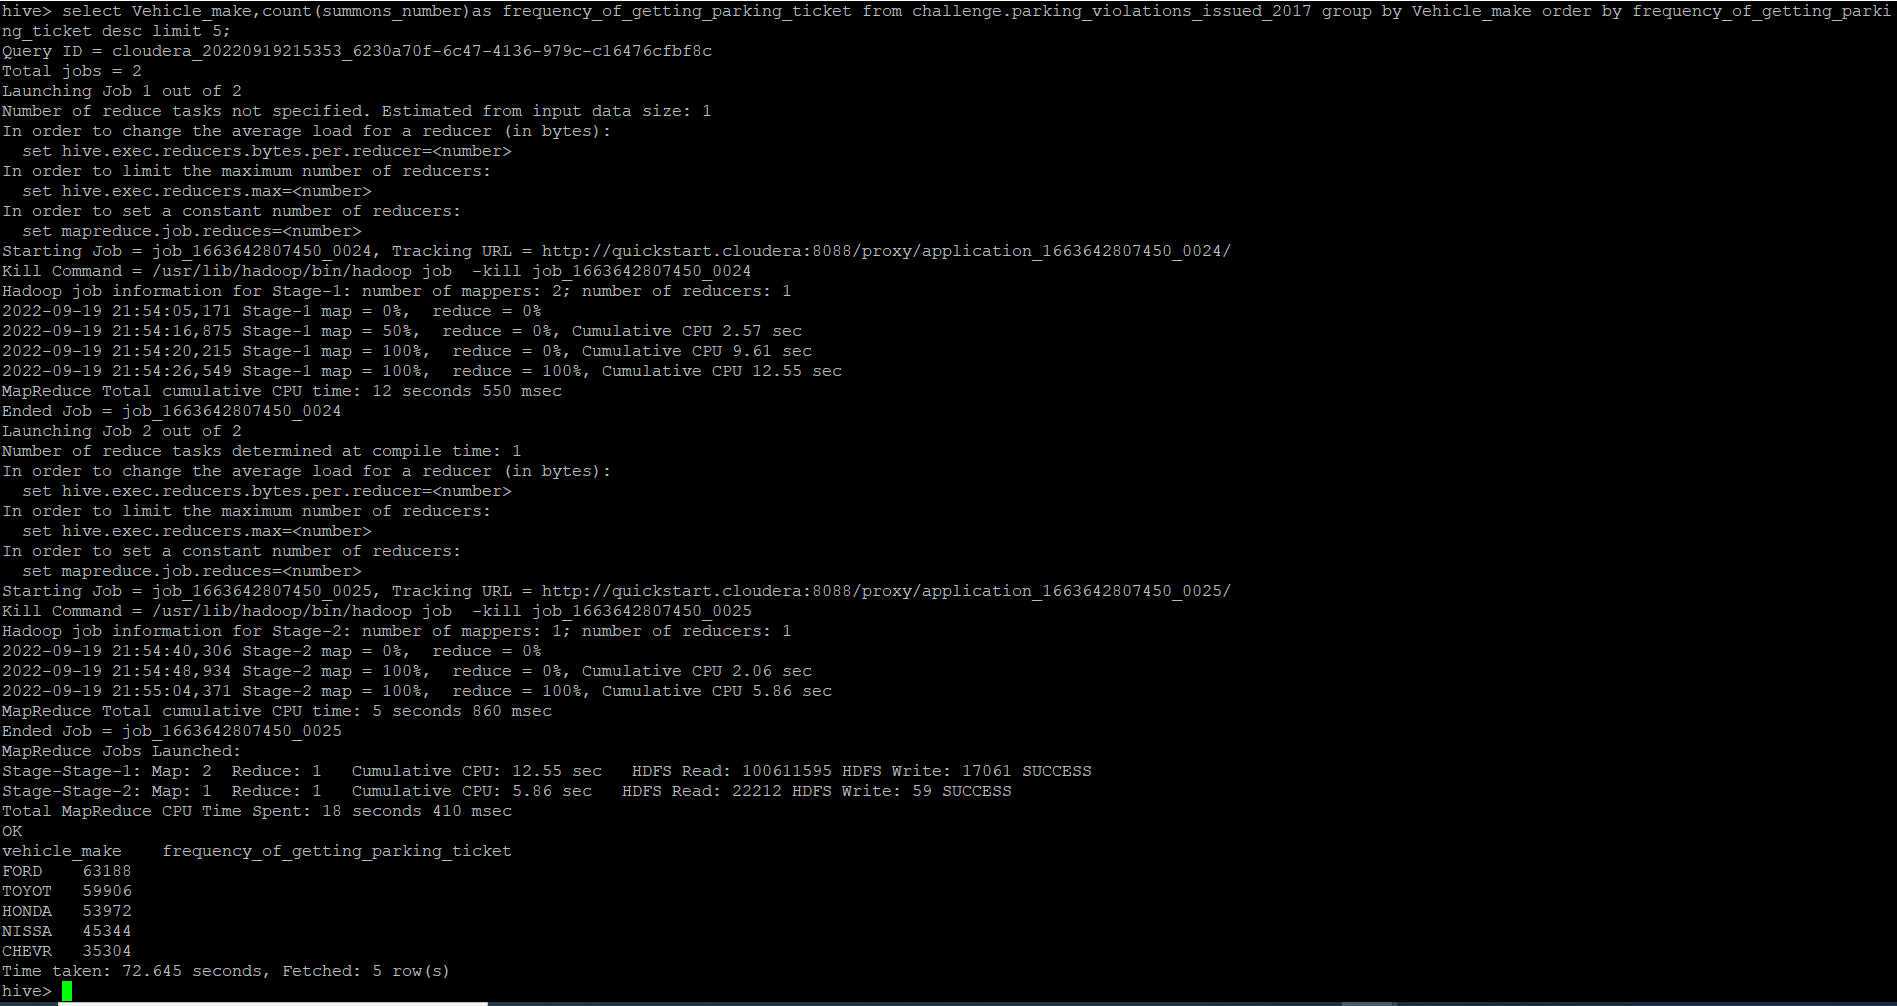 hive> select Vehicle_make,count(summons_number)as frequency_of_getting_parking_ticket from challenge.parking_violations_issued_2017 group by Vehicle_make order by frequency_of_getting_parki
ng_ticket desc limit 5;
Query ID = cloudera_20220919215353_6230a70f-6c47-4136-979c-c16476cfbf8c
Total jobs = 2
Launching Job 1 out of 2
Number of reduce tasks not specified. Estimated from input data size: 1
In order to change the average load for a reducer (in bytes):
  set hive.exec.reducers.bytes.per.reducer=<number>
In order to limit the maximum number of reducers:
  set hive.exec.reducers.max=<number>
In order to set a constant number of reducers:
  set mapreduce.job.reduces=<number>
Starting Job = job_1663642807450_0024, Tracking URL = http://quickstart.cloudera:8088/proxy/application_1663642807450_0024/
Kill Command = /usr/lib/hadoop/bin/hadoop job  -kill job_1663642807450_0024
Hadoop job information for Stage-1: number of mappers: 2; number of reducers: 1
2022-09-19 21:54:05,171 Stage-1 map = 0%,  reduce = 0%
2022-09-19 21:54:16,875 Stage-1 map = 50%,  reduce = 0%, Cumulative CPU 2.57 sec
2022-09-19 21:54:20,215 Stage-1 map = 100%,  reduce = 0%, Cumulative CPU 9.61 sec
2022-09-19 21:54:26,549 Stage-1 map = 100%,  reduce = 100%, Cumulative CPU 12.55 sec
MapReduce Total cumulative CPU time: 12 seconds 550 msec
Ended Job = job_1663642807450_0024
Launching Job 2 out of 2
Number of reduce tasks determined at compile time: 1
In order to change the average load for a reducer (in bytes):
  set hive.exec.reducers.bytes.per.reducer=<number>
In order to limit the maximum number of reducers:
  set hive.exec.reducers.max=<number>
In order to set a constant number of reducers:
  set mapreduce.job.reduces=<number>
Starting Job = job_1663642807450_0025, Tracking URL = http://quickstart.cloudera:8088/proxy/application_1663642807450_0025/
Kill Command = /usr/lib/hadoop/bin/hadoop job  -kill job_1663642807450_0025
Hadoop job information for Stage-2: number of mappers: 1; number of reducers: 1
2022-09-19 21:54:40,306 Stage-2 map = 0%,  reduce = 0%
2022-09-19 21:54:48,934 Stage-2 map = 100%,  reduce = 0%, Cumulative CPU 2.06 sec
2022-09-19 21:55:04,371 Stage-2 map = 100%,  reduce = 100%, Cumulative CPU 5.86 sec
MapReduce Total cumulative CPU time: 5 seconds 860 msec
Ended Job = job_1663642807450_0025
MapReduce Jobs Launched:
Stage-Stage-1: Map: 2  Reduce: 1   Cumulative CPU: 12.55 sec   HDFS Read: 100611595 HDFS Write: 17061 SUCCESS
Stage-Stage-2: Map: 1  Reduce: 1   Cumulative CPU: 5.86 sec   HDFS Read: 22212 HDFS Write: 59 SUCCESS
Total MapReduce CPU Time Spent: 18 seconds 410 msec
OK
vehicle_make    frequency_of_getting_parking_ticket
FORD    63188
TOYOT   59906
HONDA   53972
NISSA   45344
CHEVR   35304
Time taken: 72.645 seconds, Fetched: 5 row(s)
hive>